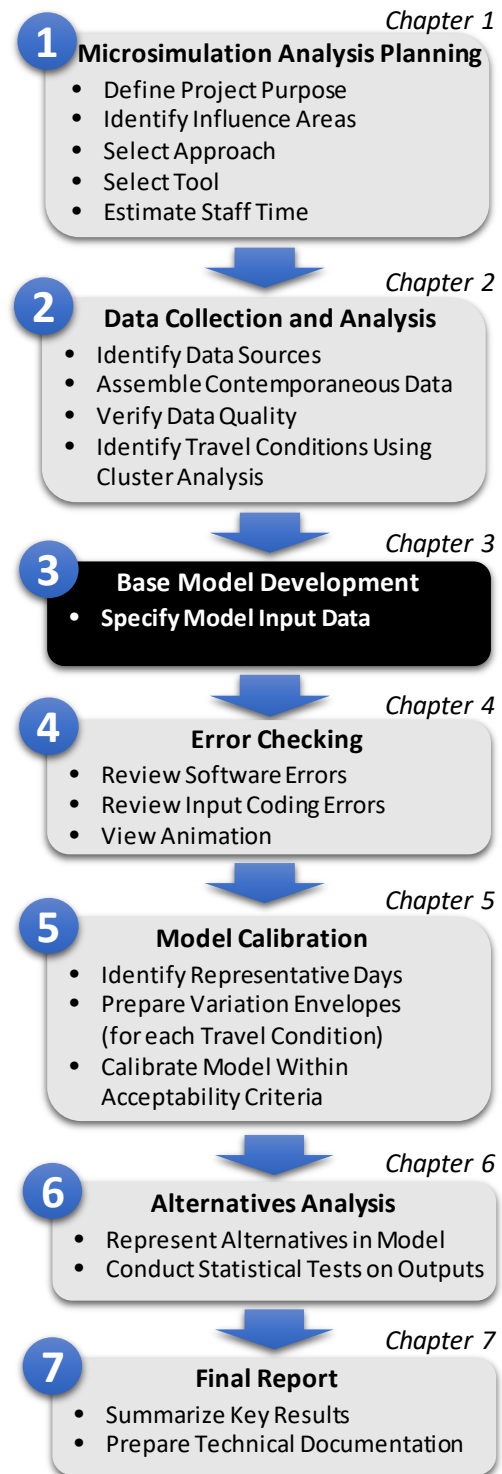 Chapter 1
1
Microsimulation Analysis Planning
• Define Project Purpose
• Identify Influence Areas
• Select Approach
• Select Tool
• Estimate Staff Time
Chapter 2
2
Data Collection and Analysis
• Identify Data Sources
• Assemble Contemporaneous Data
• Verify Data Quality
• Identify Travel Conditions Using
Cluster Analysis
Chapter 3
3
Base Model Development
• Specify Model Input Data
Chapter 4
4
Error Checking
• Review Software Errors
• Review Input Coding Errors
• View Animation
Chapter 5
5
Model Calibration
• Identify Representative Days
• Prepare Variation Envelopes
(for each Travel Condition)
• Calibrate Model Within
Acceptability Criteria
Chapter 6
6
Alternatives Analysis
• Represent Alternatives in Model
• Conduct Statistical Tests on Outputs
Chapter 7
7
Final Report
• Summarize Key Results
• Prepare Technical Documentation